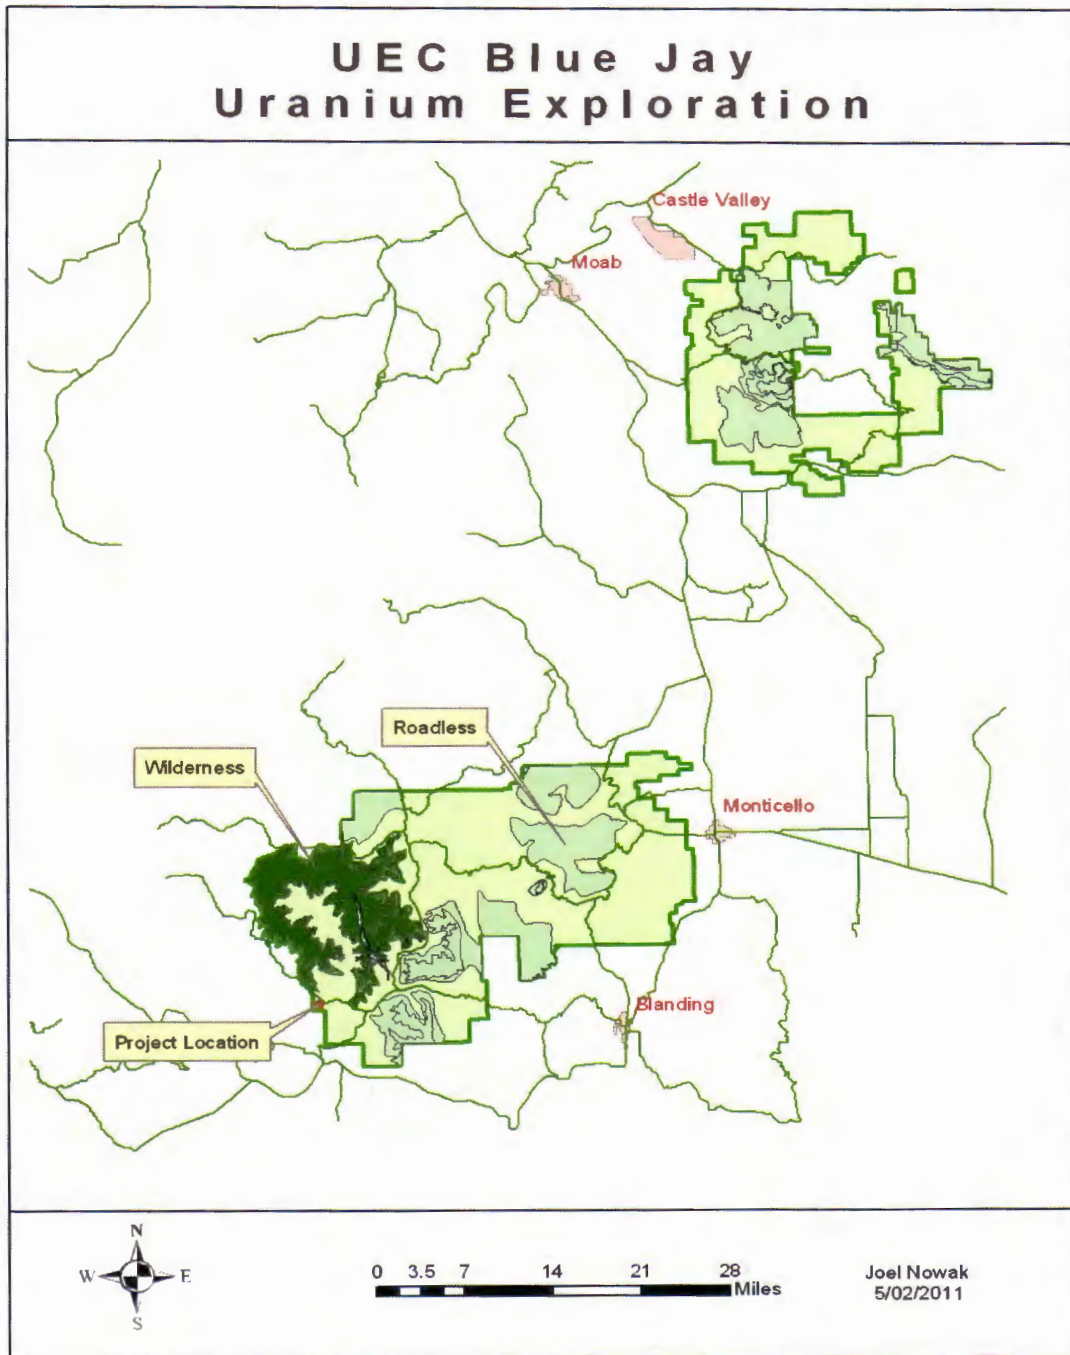 UEC Blue Jay
Uranium Exploration
Castle Valley
Moab
Roadless
Wilderness
Monticello
Blanding
Project Location
N
W E
S
0 3.5 7 14 21 28
Miles
Joel Nowak
5/02/2011